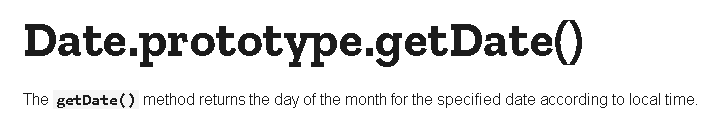 Date.prototype.getDate()
The getDate() method returns the day of the month for the specified date according to local time.